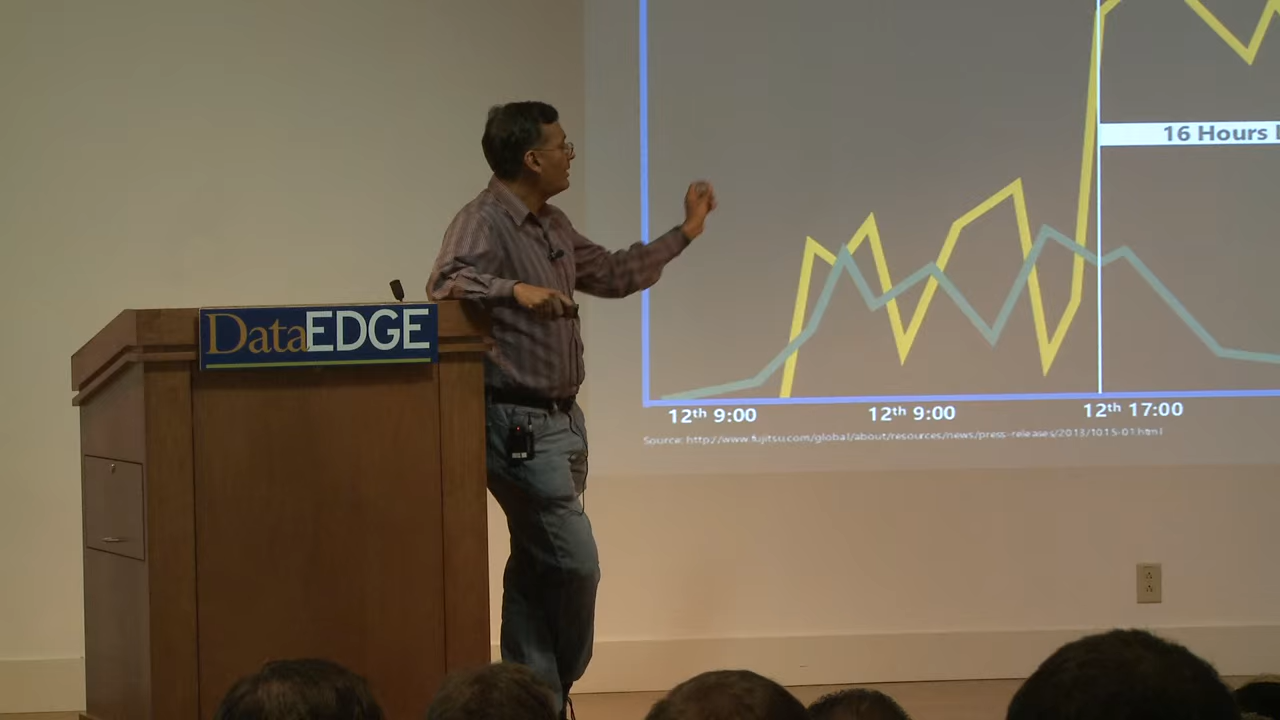 16 Hours
DataEDGE
12th 9:00 12th 9:00 12th 17:00
Source: http://www.fujitsu.com/global/about/resources/news/press-releases/2013/1015-01.html